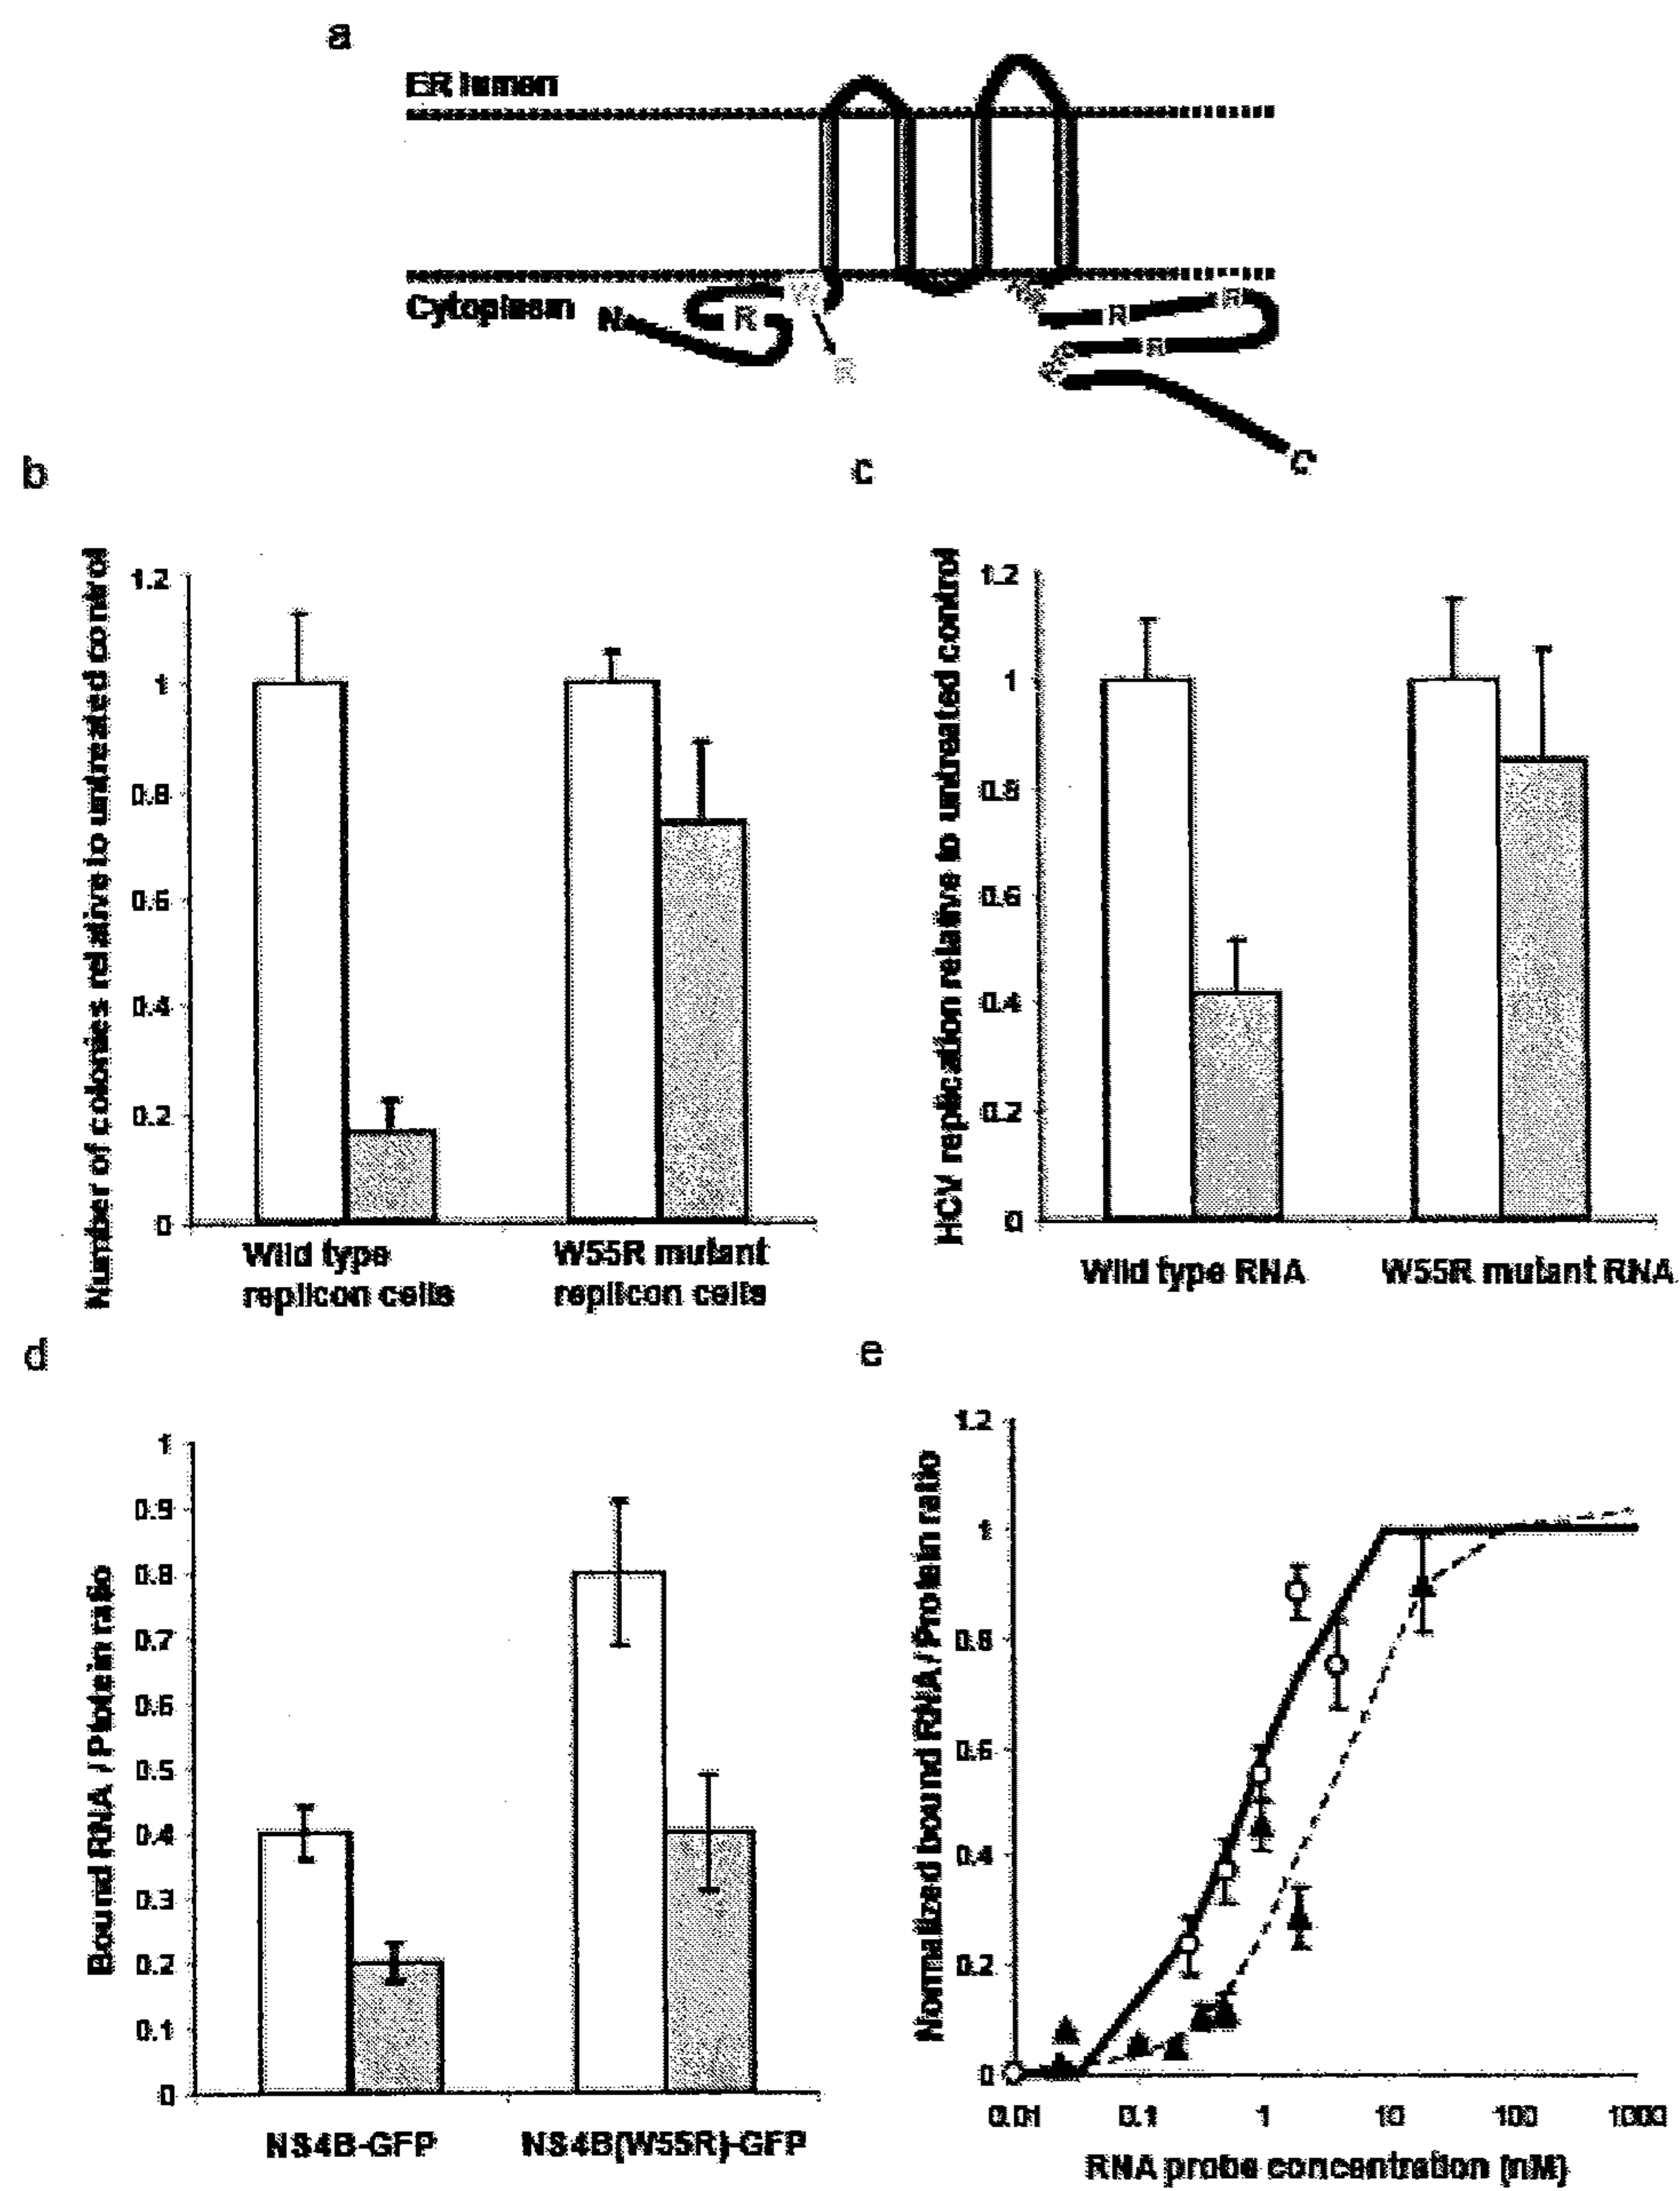 a
ER lumen
Cytoplasm
N
W
R
R
R
R
R
C
b
Number of colonies relative to untreated control
1.2
1
0.8
0.6
0.4
0.2
0
Wild type
replicon cells
W55R mutant
replicon cells
c
HCV replication relative to untreated control
1.2
1
0.8
0.6
0.4
0.2
0
Wild type RNA
W55R mutant RNA
d
Bound RNA / Protein ratio
1
0.9
0.8
0.7
0.6
0.5
0.4
0.3
0.2
0.1
0
NS4B-GFP
NS4B(W55R)-GFP
e
Normalized bound RNA / Protein ratio
1.2
1
0.8
0.6
0.4
0.2
0
0.01
0.1
1
10
100
1000
RNA probe concentration (nM)